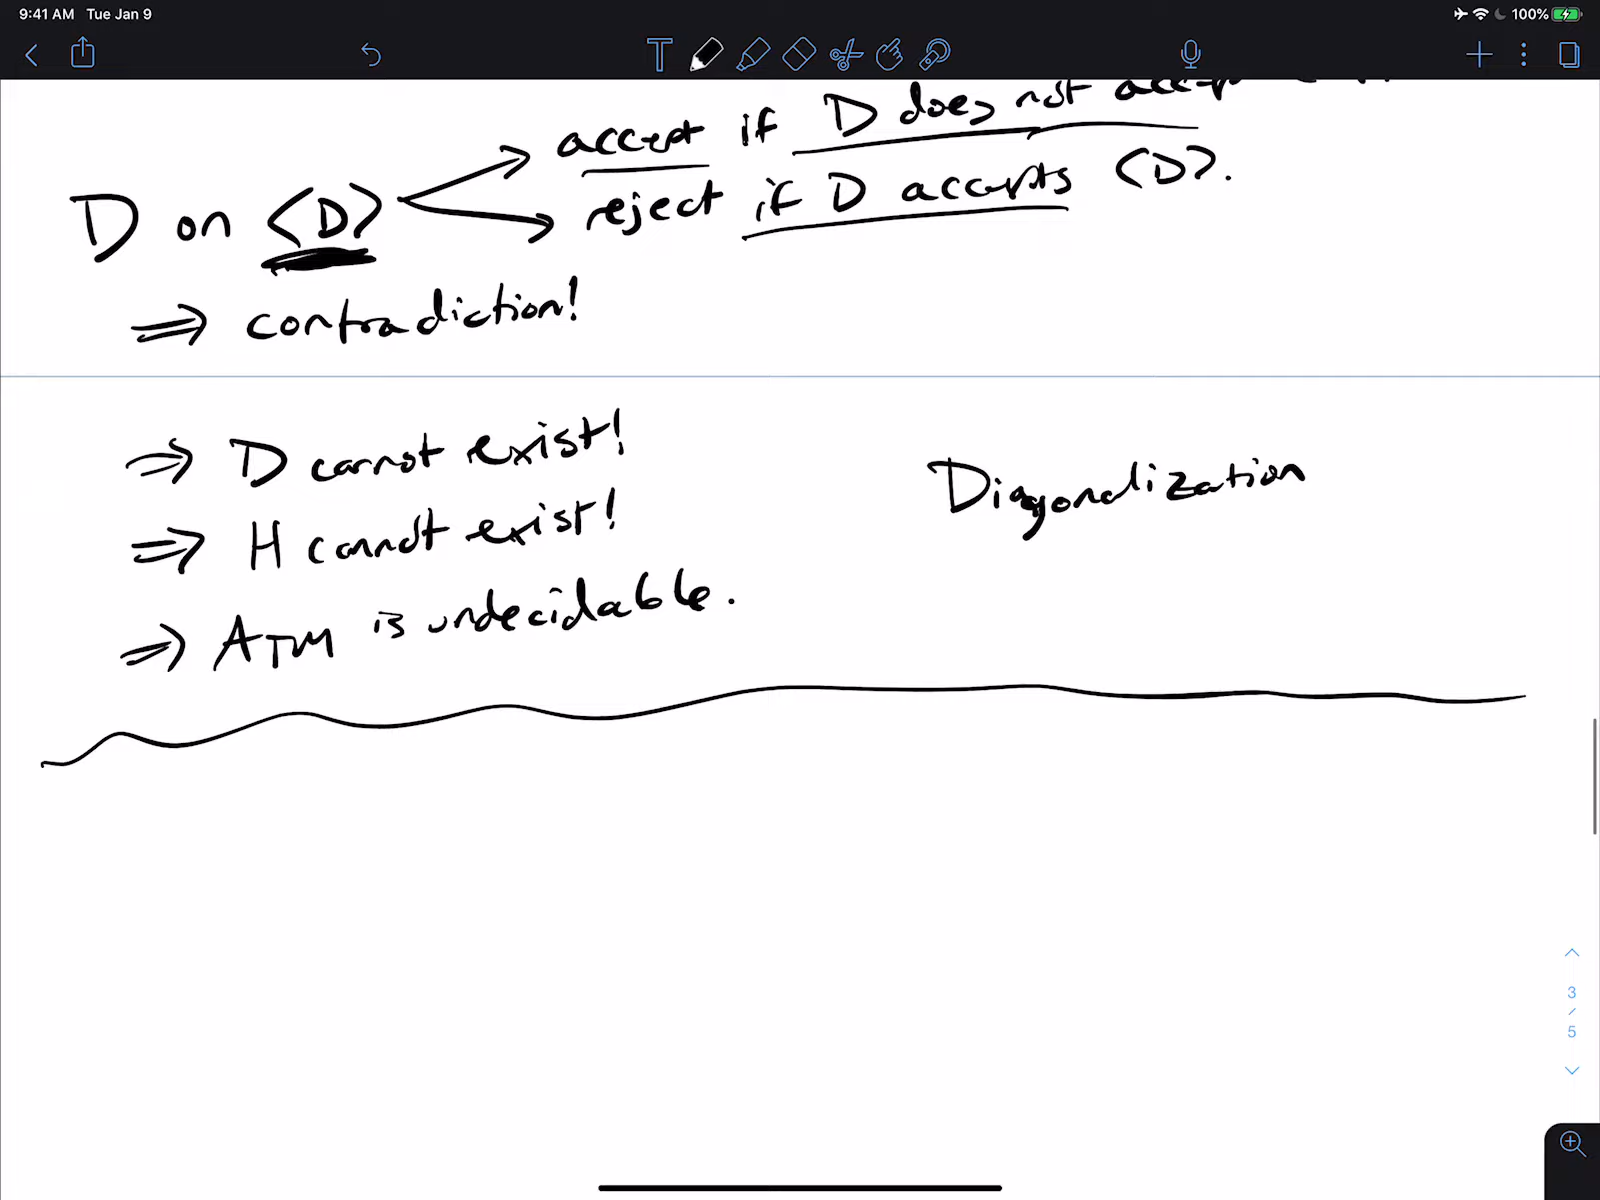 9:41 AM Tue Jan 9
100%
T
accept if D does not accept
D on <D>
reject if D accepts <D>.
⇒ contradiction!
⇒ D cannot exist!
Diagonalization
⇒ H cannot exist!
⇒ ATM is undecidable.
3
/
5